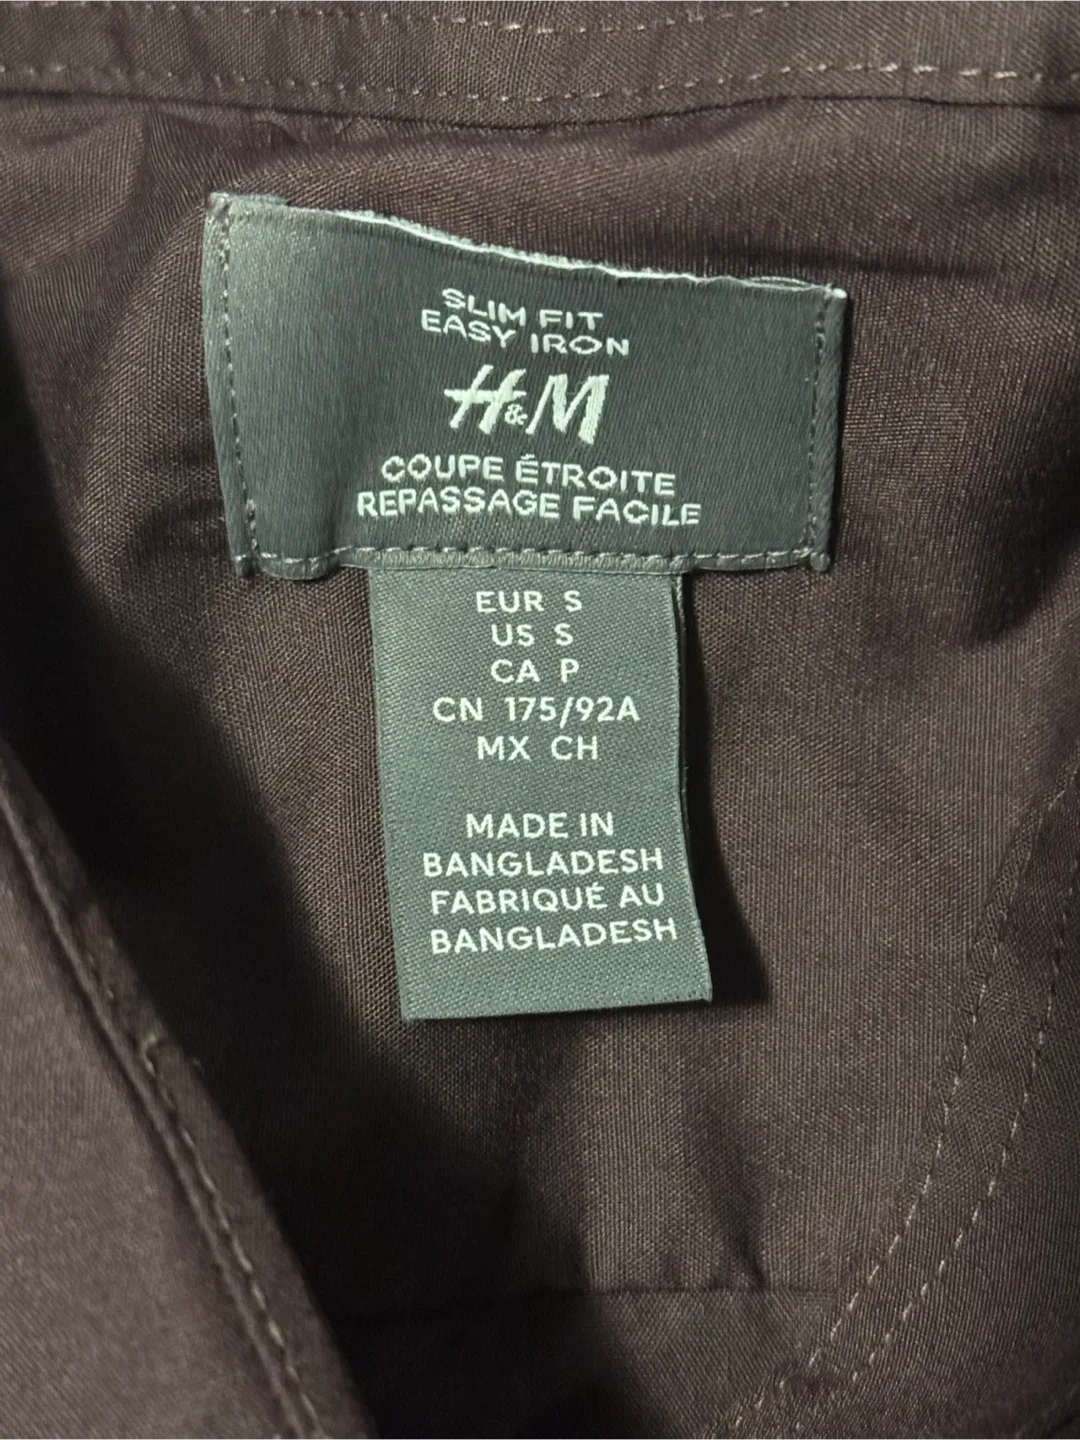 SLIM FIT
EASY IRON
H&M
COUPE ÉTROITE
REPASSAGE FACILE
EUR S
US S
CA P
CN 175/92A
MX CH
MADE IN
BANGLADESH
FABRIQUÉ AU
BANGLADESH